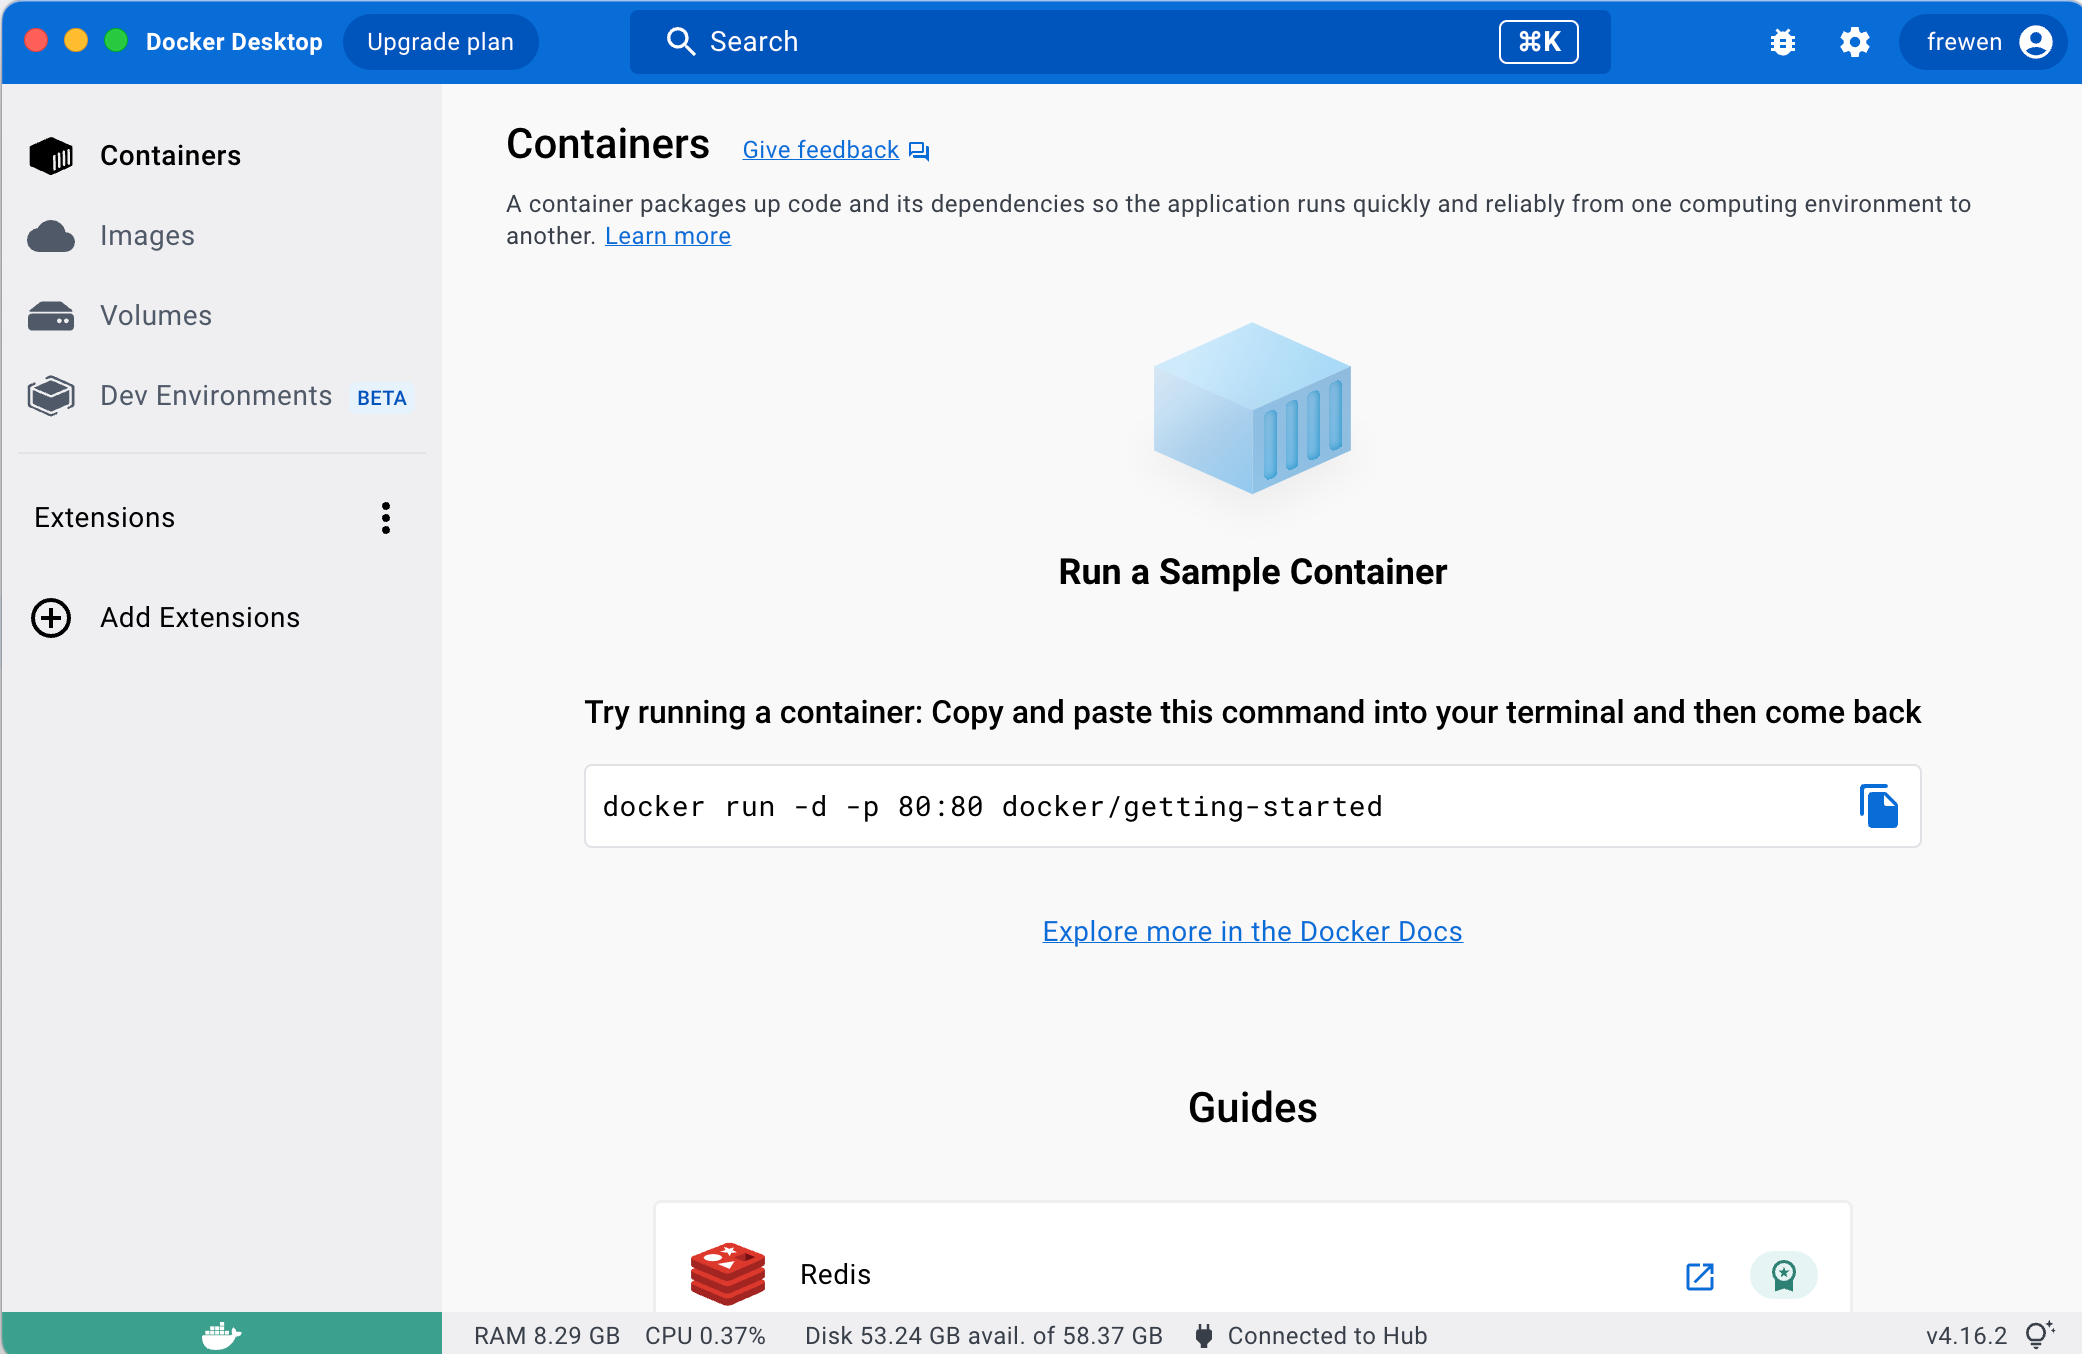 Docker Desktop
Upgrade plan
Search
⌘K
frewen
Containers
Images
Volumes
Dev Environments BETA
Extensions
Add Extensions
Containers Give feedback
A container packages up code and its dependencies so the application runs quickly and reliably from one computing environment to
another. Learn more
Run a Sample Container
Try running a container: Copy and paste this command into your terminal and then come back
docker run -d -p 80:80 docker/getting-started
Explore more in the Docker Docs
Guides
Redis
RAM 8.29 GB CPU 0.37% Disk 53.24 GB avail. of 58.37 GB Connected to Hub
v4.16.2